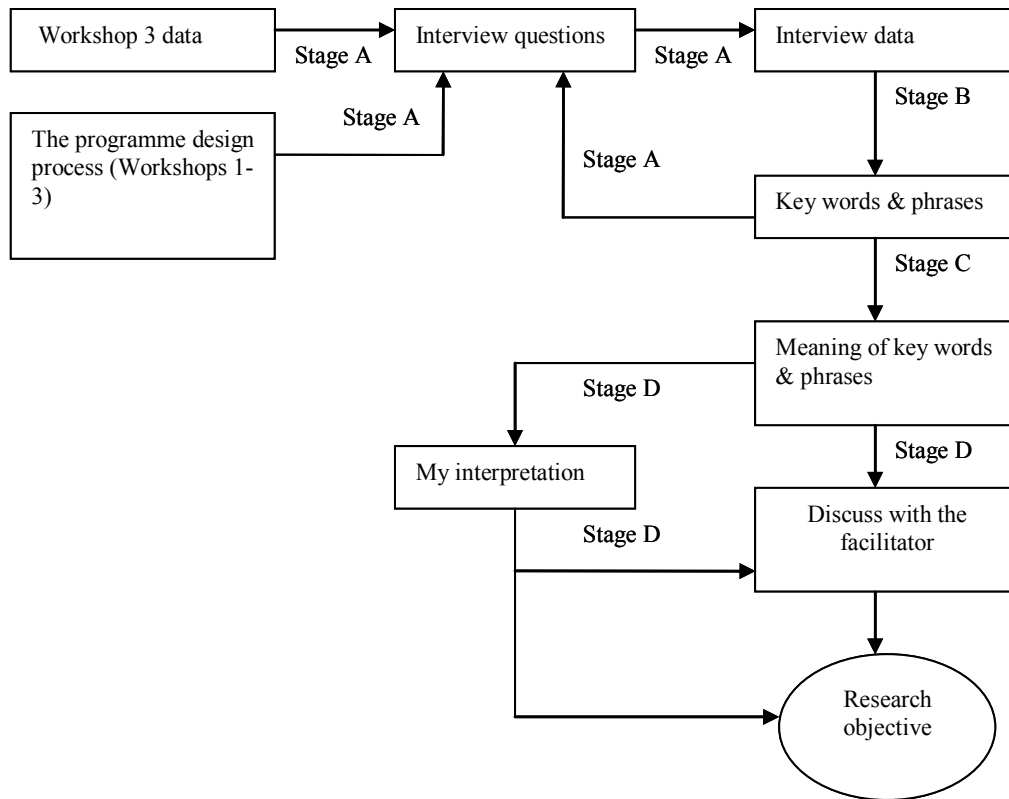 Workshop 3 data
Stage A
Interview questions
Stage A
Interview data
Stage B
The programme design
process (Workshops 1-
3)
Stage A
Stage A
Key words & phrases
Stage C
Meaning of key words
& phrases
Stage D
Stage D
My interpretation
Stage D
Discuss with the
facilitator
Research
objective